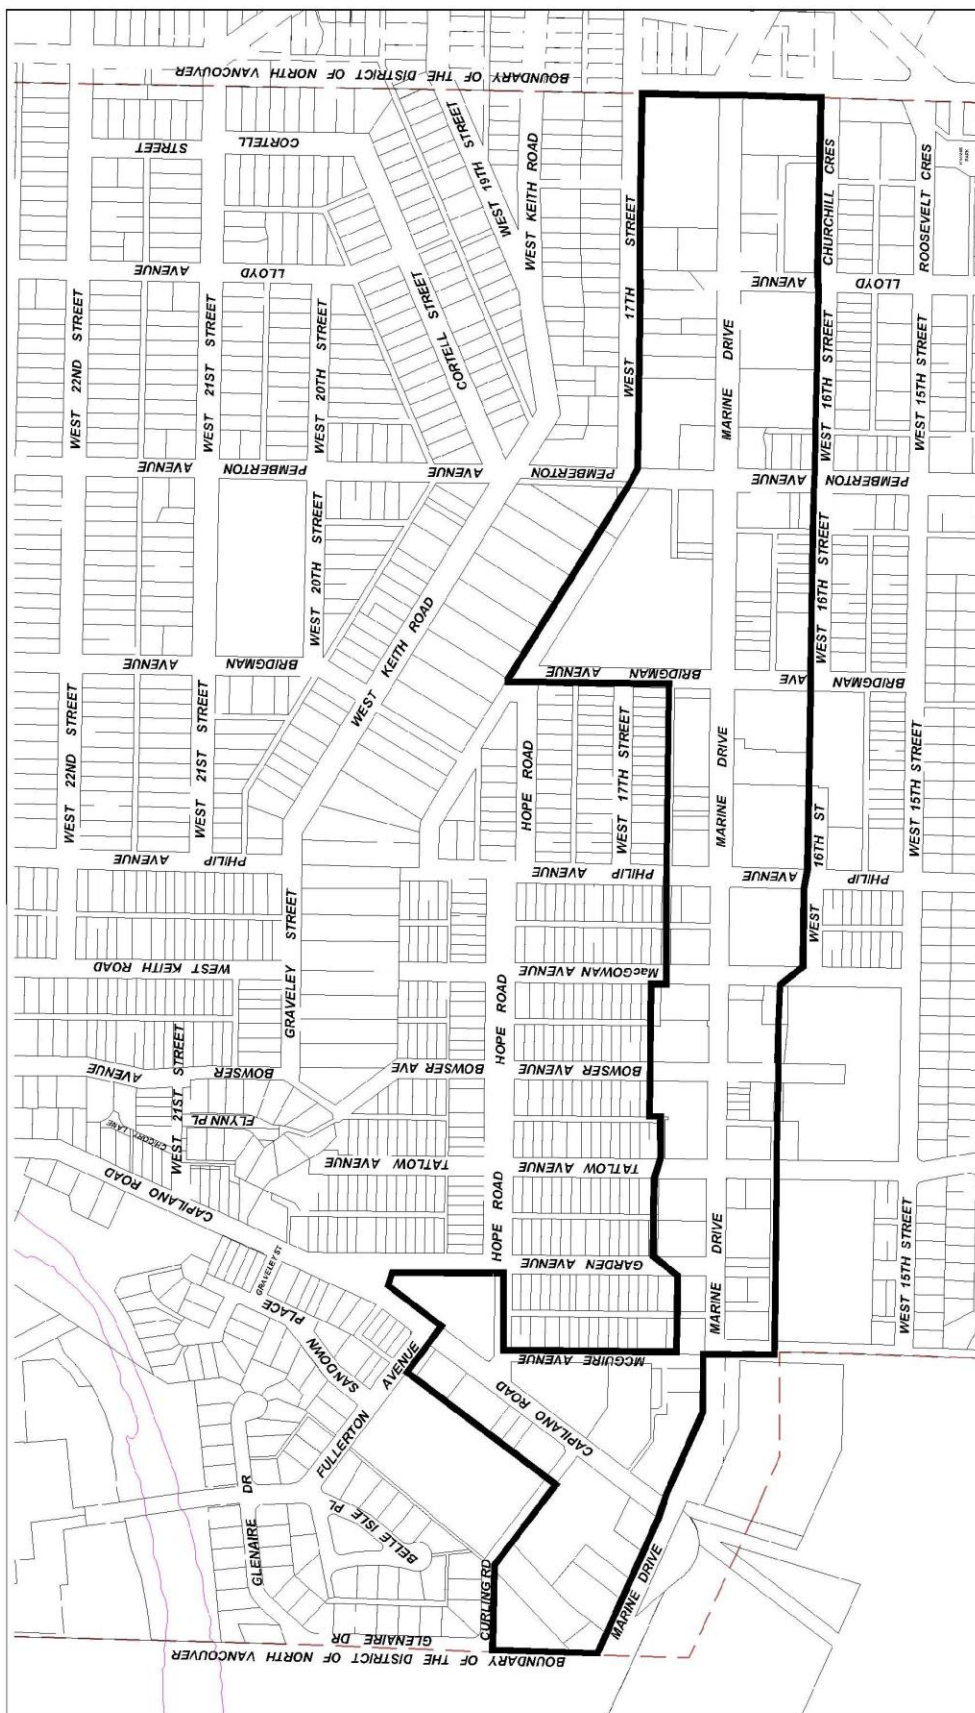 BOUNDARY OF THE DISTRICT OF NORTH VANCOUVER
CORTELL STREET
WEST 19TH STREET
WEST KEITH ROAD
WEST 17TH STREET
CHURCHILL CRES
ROOSEVELT CRES
LLOYD AVENUE
CORTELL STREET
AVENUE
LLOYD
WEST 22ND STREET
WEST 21ST STREET
WEST 20TH STREET
MARINE DRIVE
WEST 16TH STREET
WEST 15TH STREET
PEMBERTON AVENUE
AVENUE
PEMBERTON
AVENUE
PEMBERTON
WEST 20TH STREET
WEST KEITH ROAD
WEST 16TH STREET
BRIDGMAN AVENUE
BRIDGMAN AVENUE
BRIDGMAN AVE
WEST 22ND STREET
WEST 21ST STREET
HOPE ROAD
WEST 17TH STREET
MARINE DRIVE
WEST 16TH ST
WEST 15TH STREET
PHILIP AVENUE
PHILIP AVENUE
PHILIP AVENUE
WEST KEITH ROAD
GRAVELEY STREET
MacGOWAN AVENUE
HOPE ROAD
BOWSER AVENUE
BOWSER AVE
BOWSER AVENUE
WEST 21ST STREET
FLYNN PL
TATLOW AVENUE
TATLOW AVENUE
CAPILANO ROAD
HOPE ROAD
GARDEN AVENUE
MARINE DRIVE
WEST 15TH STREET
GRAVELEY ST
SANDOWN PLACE
FULLERTON AVENUE
MCGUIRE AVENUE
CAPILANO ROAD
GLENAIRE DR
BELLE ISLE PL
CURLING RD
MARINE DRIVE
GLENAIRE DR
BOUNDARY OF THE DISTRICT OF NORTH VANCOUVER